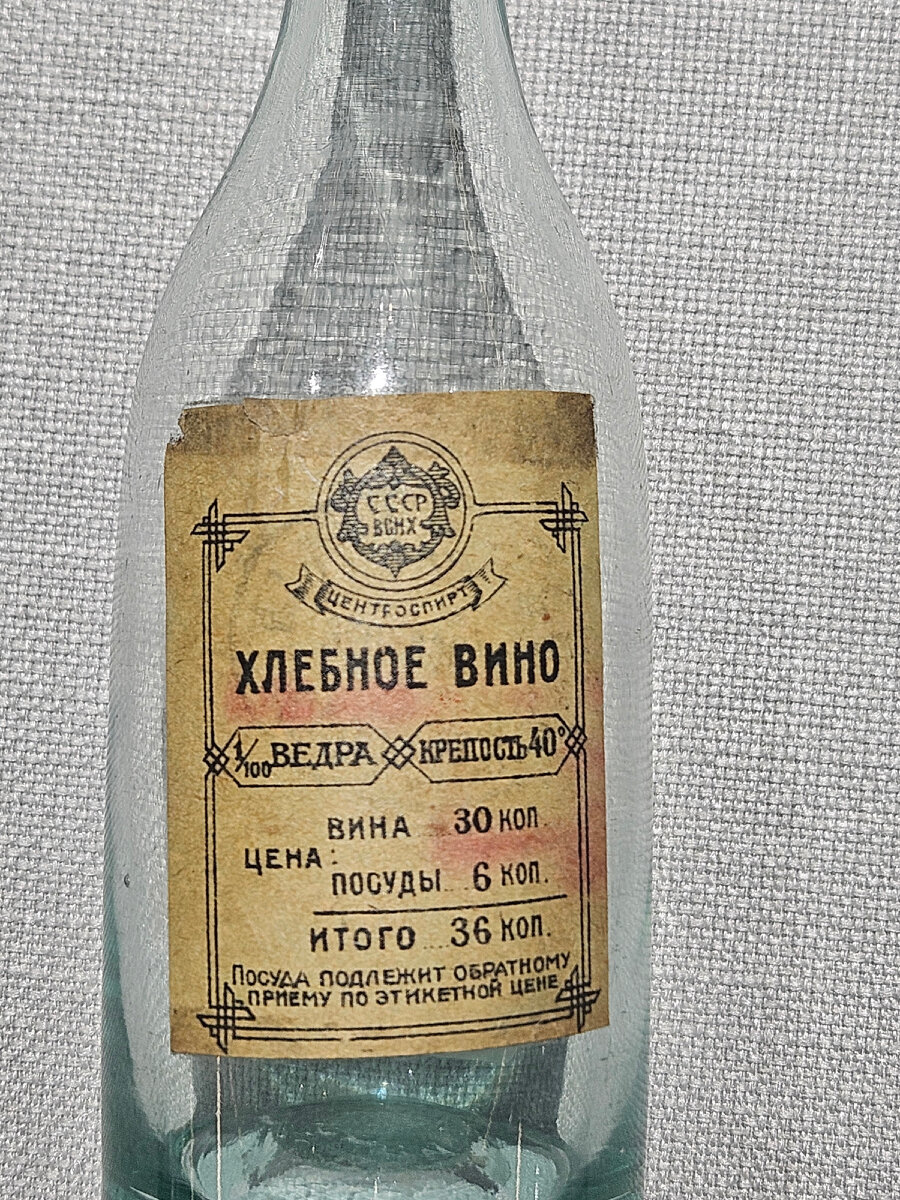 СССР
ВСНХ
ЦЕНТРОСПИРТ
ХЛЕБНОЕ ВИНО
1/100 ВЕДРА КРЕПОСТЬ 40°
ВИНА 30 КОП.
ЦЕНА:
ПОСУДЫ 6 КОП.
ИТОГО 36 КОП.
ПОСУДА ПОДЛЕЖИТ ОБРАТНОМУ
ПРИЕМУ ПО ЭТИКЕТНОЙ ЦЕНЕ